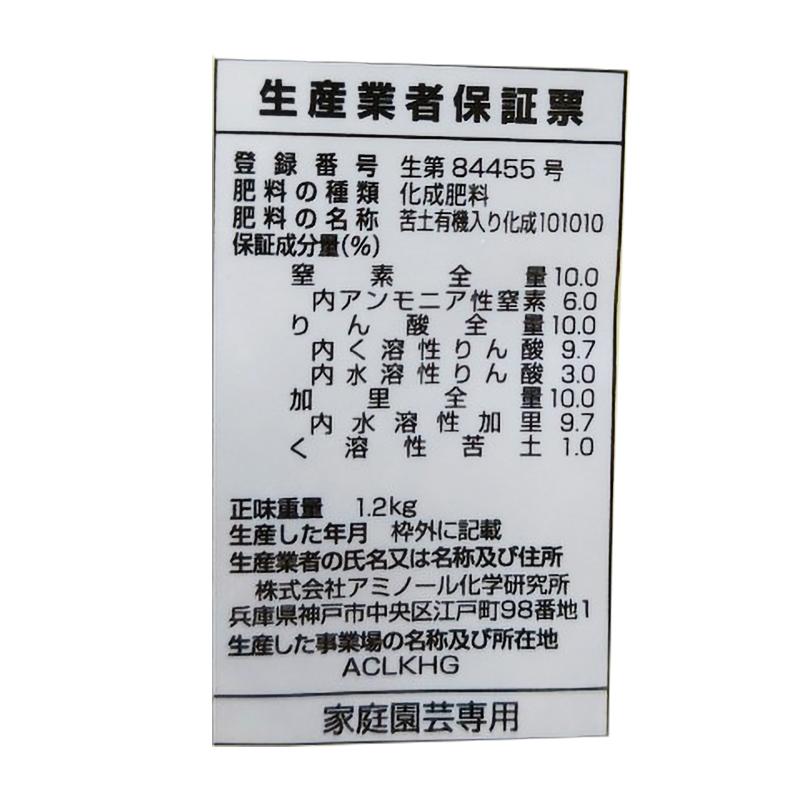 生産業者保証票
登録番号 生第84455号
肥料の種類 化成肥料
肥料の名称 苦土有機入り化成101010
保証成分量(%)
窒素全量10.0
内アンモニア性窒素 6.0
りん酸全量10.0
内く溶性りん酸 9.7
内水溶性りん酸 3.0
加里全量10.0
内水溶性加里 9.7
く溶性苦土 1.0
正味重量 1.2kg
生産した年月 枠外に記載
生産業者の氏名又は名称及び住所
株式会社アミノール化学研究所
兵庫県神戸市中央区江戸町98番地1
生産した事業場の名称及び所在地
ACLKHG
家庭園芸専用